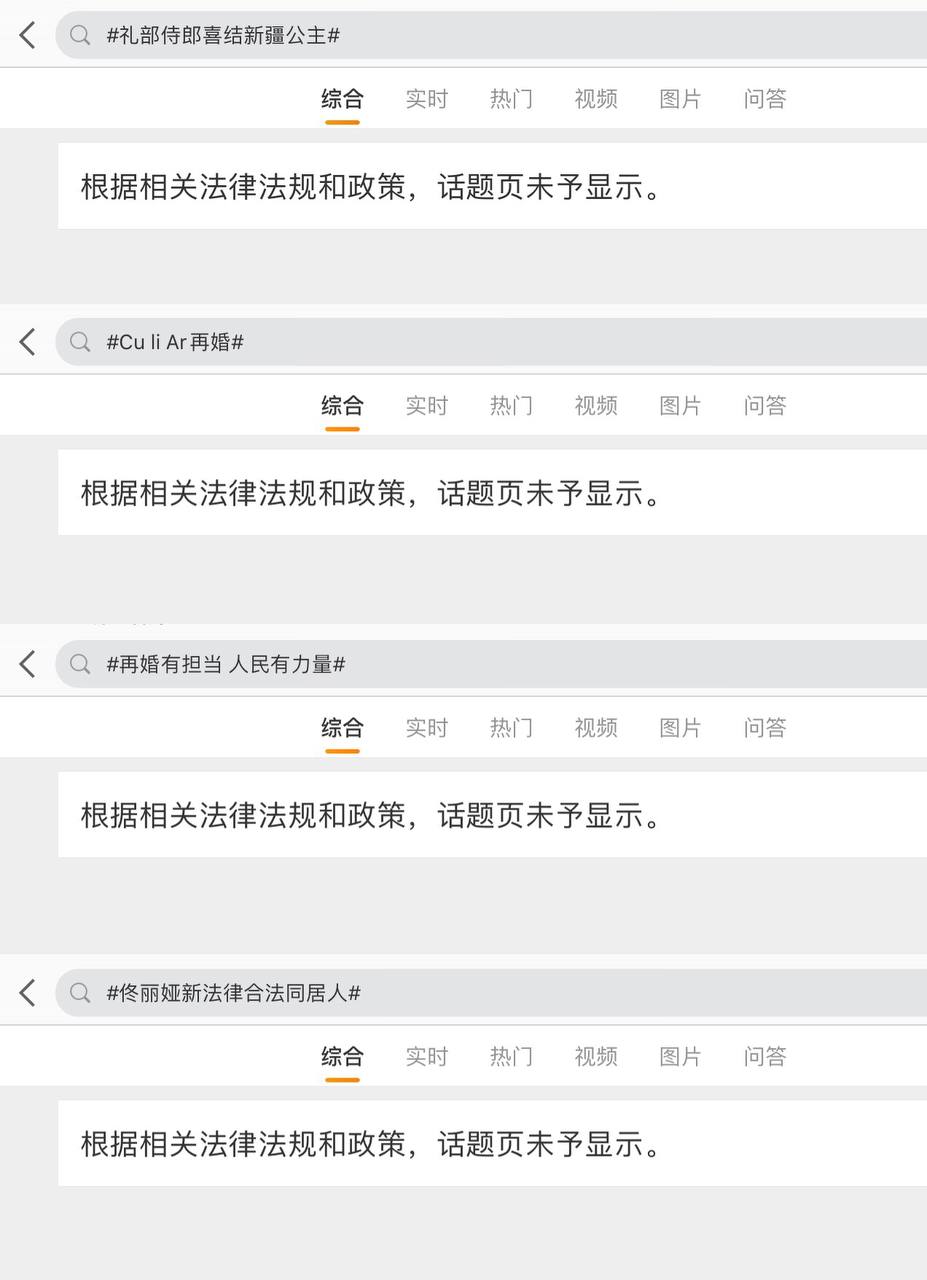 #礼部侍郎喜结新疆公主#
综合 实时 热门 视频 图片 问答
根据相关法律法规和政策，话题页未予显示。
#Cu li Ar再婚#
综合 实时 热门 视频 图片 问答
根据相关法律法规和政策，话题页未予显示。
#再婚有担当 人民有力量#
综合 实时 热门 视频 图片 问答
根据相关法律法规和政策，话题页未予显示。
#佟丽娅新法律合法同居人#
综合 实时 热门 视频 图片 问答
根据相关法律法规和政策，话题页未予显示。